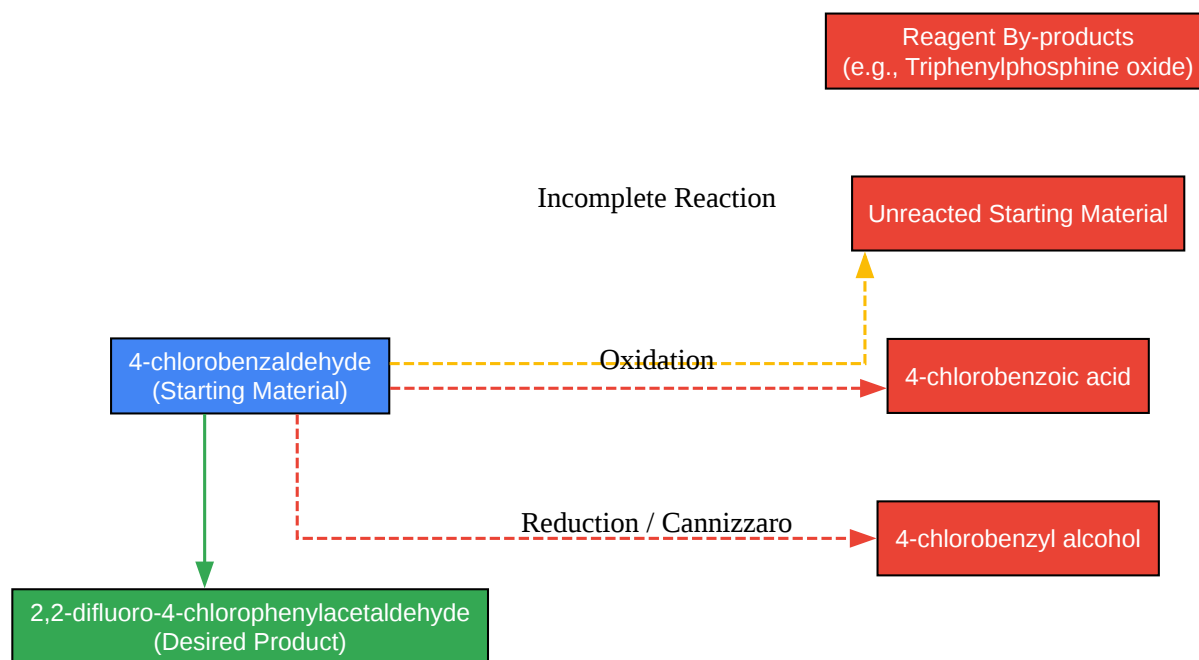 Reagent By-products
(e.g., Triphenylphosphine oxide)
Incomplete Reaction
Unreacted Starting Material
4-chlorobenzaldehyde
(Starting Material)
Oxidation
4-chlorobenzoic acid
Reduction / Cannizzaro
4-chlorobenzyl alcohol
2,2-difluoro-4-chlorophenylacetaldehyde
(Desired Product)